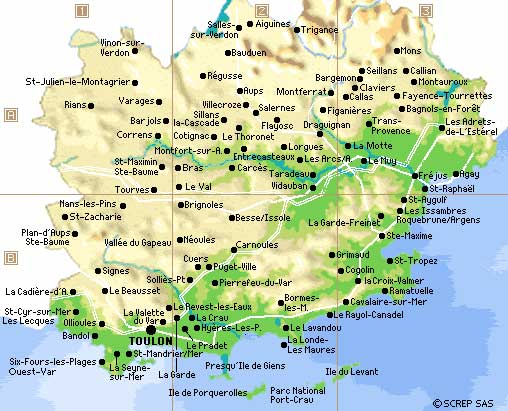 1
2
3
A
B
Salles-
sur-Verdon
Aiguines
Trigance
Vinon-sur-
Verdon
Bauduen
Mons
St-Julien-le-Montagrier
Régusse
Bargemon
Seillans
Callian
Montauroux
Claviers
Aups
Montferrat
Callas
Fayence-Tourrettes
Rians
Varages
Villecroze
Salernes
Figanières
Bagnols-en-Forêt
Sillans
la-Cascade
Barjols
Flayosc
Draguignan
Trans-
Provence
Les Adrets-
de-L'Estérel
Correns
Cotignac
Le Thoronet
Montfort-sur-A.
Entrecasteaux
Lorgues
La Motte
St-Maximin
Ste-Baume
Bras
Carcès
Les Arcs/A.
Le Muy
Taradeau
Fréjus
Agay
Tourves
Le Val
Vidauban
St-Raphaël
Nans-les-Pins
Brignoles
St-Aygulf
St-Zacharie
Besse/Issole
La Garde-Freinet
Les Issambres
Roquebrune/Argens
Plan-d'Aups
Ste-Baume
Vallée du Gapeau
Néoules
Carnoules
Ste-Maxime
Cuers
Puget-Ville
Grimaud
St-Tropez
Signes
Cogolin
Solliès-Pt
Pierrefeu-du-Var
la Croix-Valmer
La Cadière-d'A.
Le Beausset
Ramatuelle
Bormes-
les-M.
Cavalaire-sur-Mer
St-Cyr-sur-Mer
Les Lecques
La Valette
du Var
Le Revest-les-Eaux
Le Rayol-Canadel
Ollioules
La Crau
Bandol
TOULON
Hyères-Les-P.
Le Lavandou
Le Pradet
La Londe-
Les Maures
St-Mandrier/Mer
Six-Fours-les-Plages
Ouest-Var
La Seyne-
sur-Mer
La Garde
Presqu'Ile de Giens
Ile du Levant
Ile de Porquerolles
Parc National
Port-Crau
© SCREP SAS